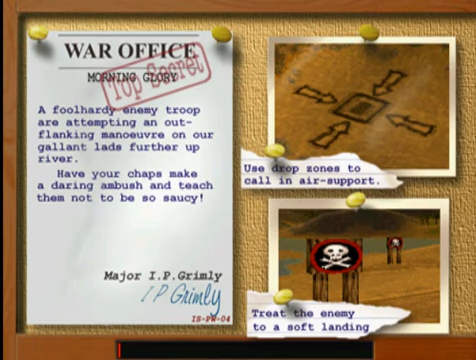 WAR OFFICE
MORNING GLORY
Top Secret
A foolhardy enemy troop
are attempting an out-
flanking manoeuvre on our
gallant lads further up
river.
Have your chaps make
a daring ambush and teach
them not to be so saucy!
Major I.P.Grimly
I P Grimly
IS-PW-04
Use drop zones to
call in air-support.
Treat the enemy
to a soft landing